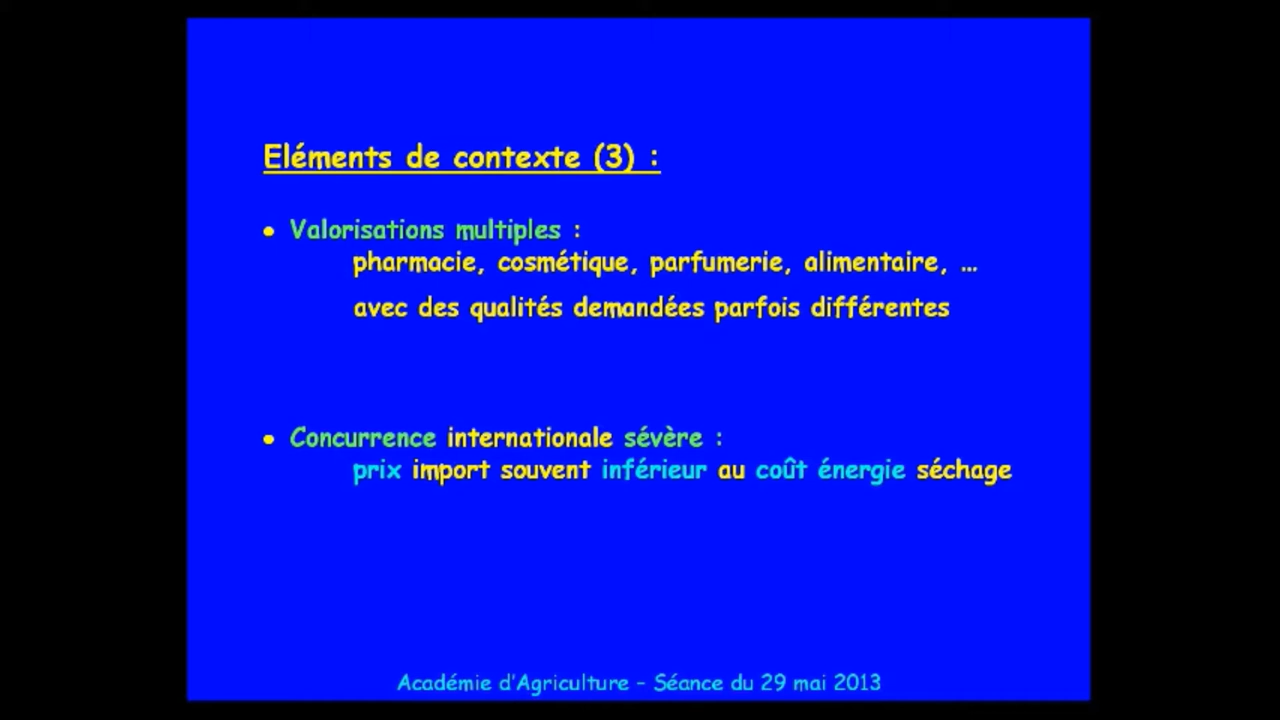 Eléments de contexte (3) :
• Valorisations multiples :
pharmacie, cosmétique, parfumerie, alimentaire, ...
avec des qualités demandées parfois différentes
• Concurrence internationale sévère :
prix import souvent inférieur au coût énergie séchage
Académie d'Agriculture - Séance du 29 mai 2013